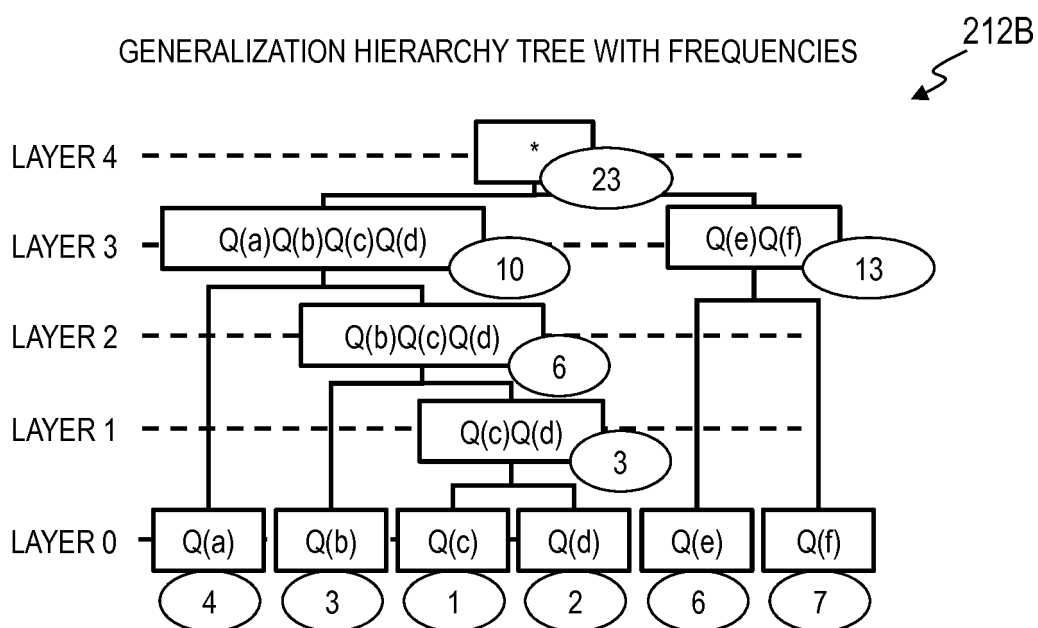 212B
GENERALIZATION HIERARCHY TREE WITH FREQUENCIES
LAYER 4
*
23
LAYER 3
Q(a)Q(b)Q(c)Q(d)
10
Q(e)Q(f)
13
LAYER 2
Q(b)Q(c)Q(d)
6
LAYER 1
Q(c)Q(d)
3
LAYER 0
Q(a)
Q(b)
Q(c)
Q(d)
Q(e)
Q(f)
4
3
1
2
6
7